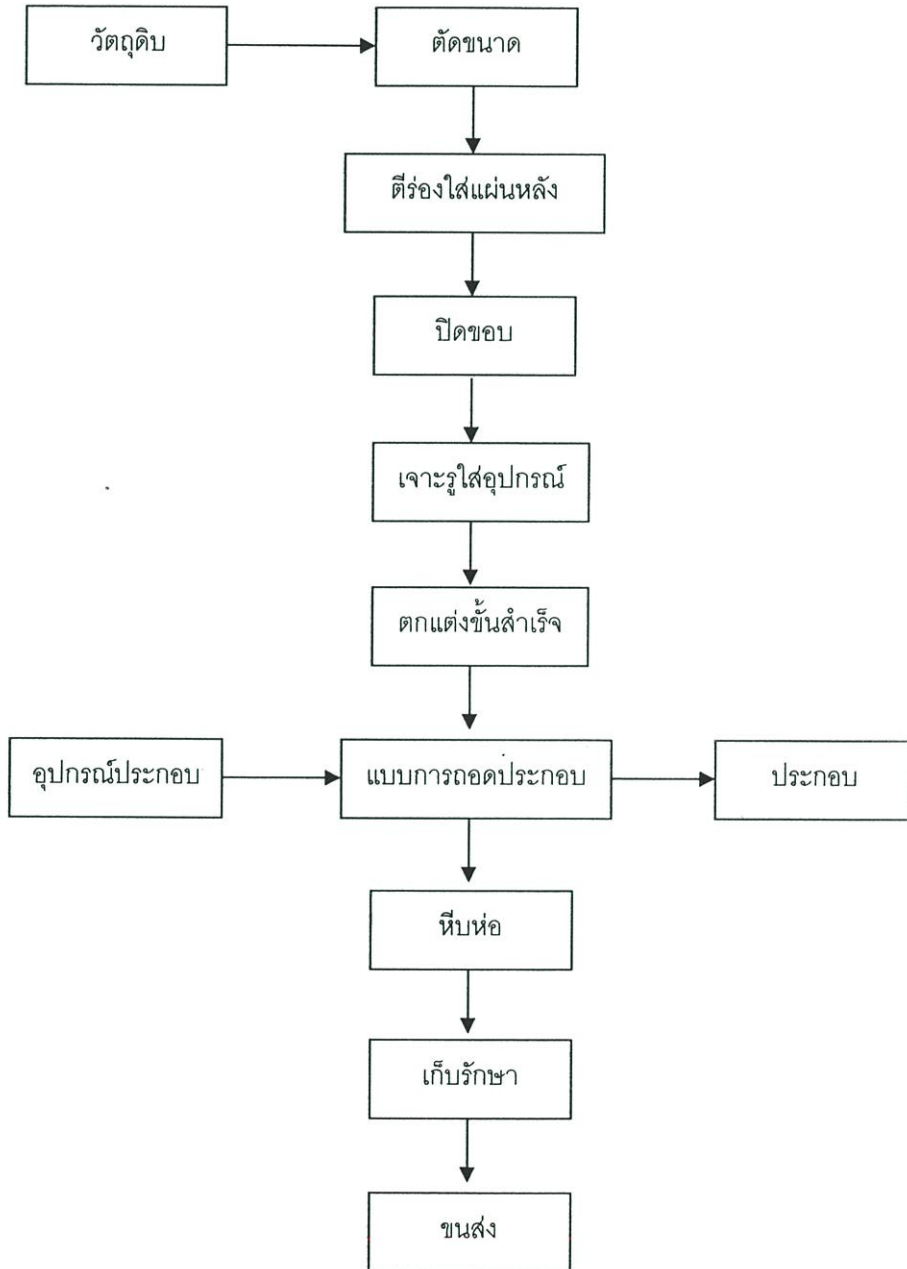 วัตถุดิบ
ตัดขนาด
ตีร่องใส่แผ่นหลัง
ปิดขอบ
เจาะรูใส่อุปกรณ์
ตกแต่งขั้นสำเร็จ
อุปกรณ์ประกอบ
แบบการถอดประกอบ
ประกอบ
หีบห่อ
เก็บรักษา
ขนส่ง